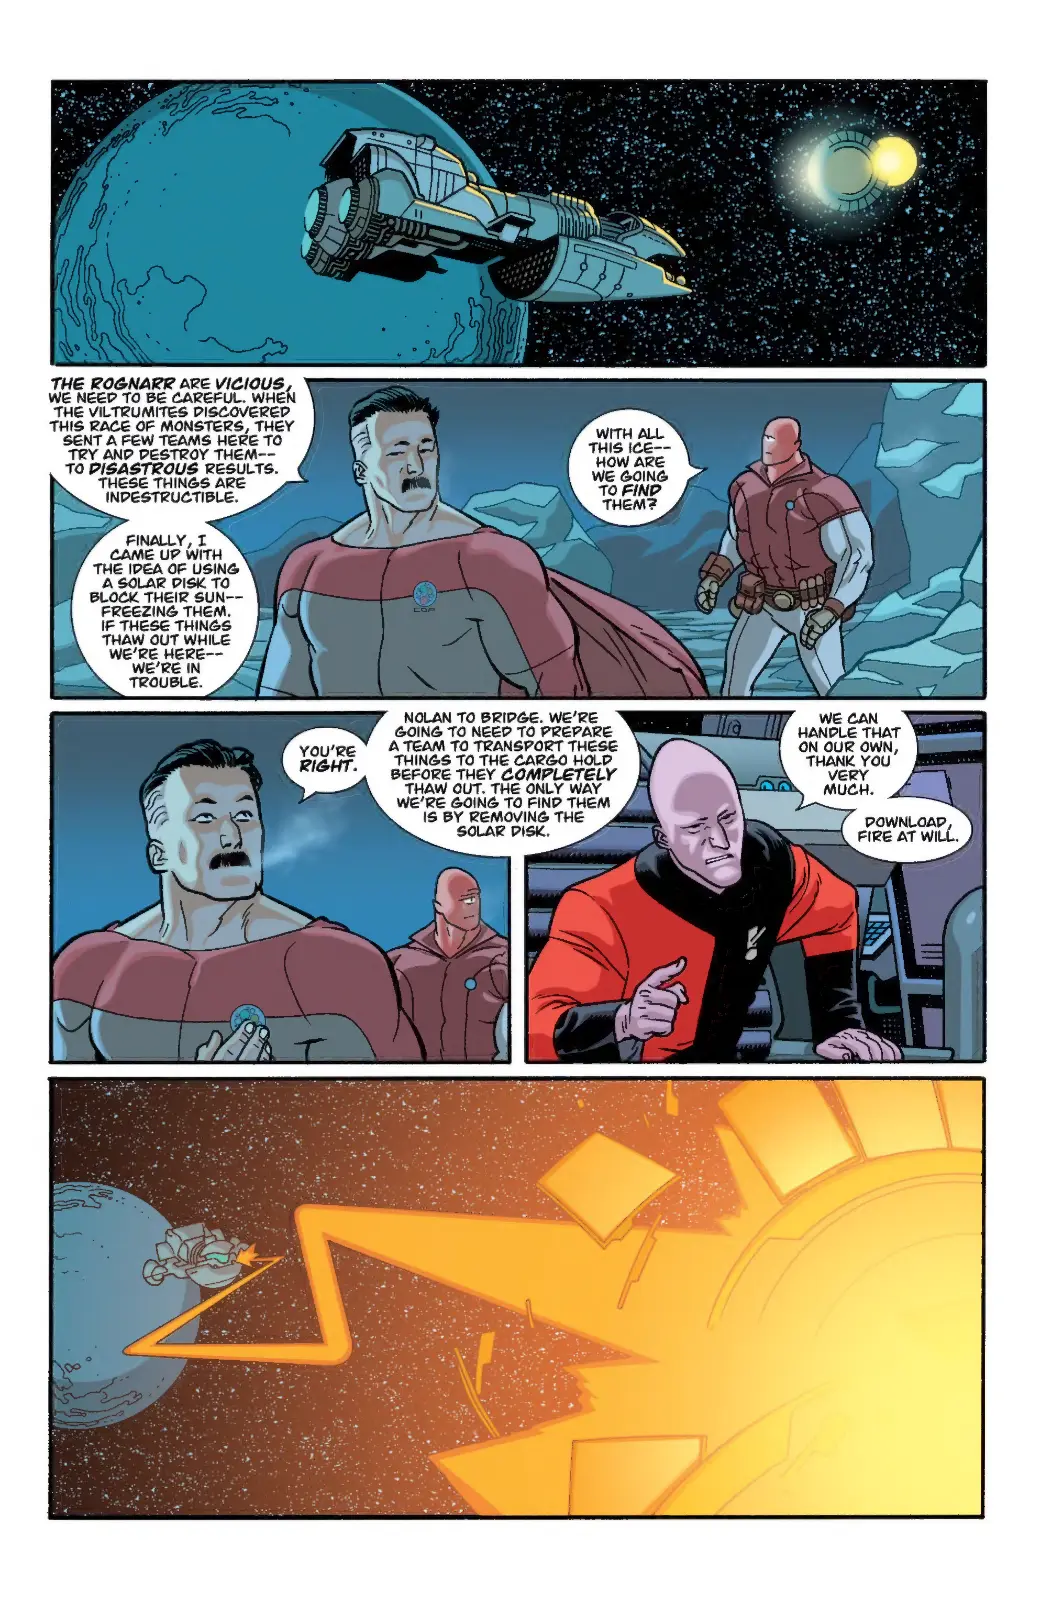 THE ROGNARR ARE VICIOUS,
WE NEED TO BE CAREFUL. WHEN
THE VILTRUMITES DISCOVERED
THIS RACE OF MONSTERS, THEY
SENT A FEW TEAMS HERE TO
TRY AND DESTROY THEM--
TO DISASTROUS RESULTS.
THESE THINGS ARE
INDESTRUCTIBLE.
FINALLY, I
CAME UP WITH
THE IDEA OF USING
A SOLAR DISK TO
BLOCK THEIR SUN--
FREEZING THEM.
IF THESE THINGS
THAW OUT WHILE
WE'RE HERE--
WE'RE IN
TROUBLE.
COP
WITH ALL
THIS ICE--
HOW ARE
WE GOING
TO FIND
THEM?
YOU'RE
RIGHT.
NOLAN TO BRIDGE. WE'RE
GOING TO NEED TO PREPARE
A TEAM TO TRANSPORT THESE
THINGS TO THE CARGO HOLD
BEFORE THEY COMPLETELY
THAW OUT. THE ONLY WAY
WE'RE GOING TO FIND THEM
IS BY REMOVING THE
SOLAR DISK.
WE CAN
HANDLE THAT
ON OUR OWN,
THANK YOU
VERY
MUCH.
DOWNLOAD,
FIRE AT WILL.